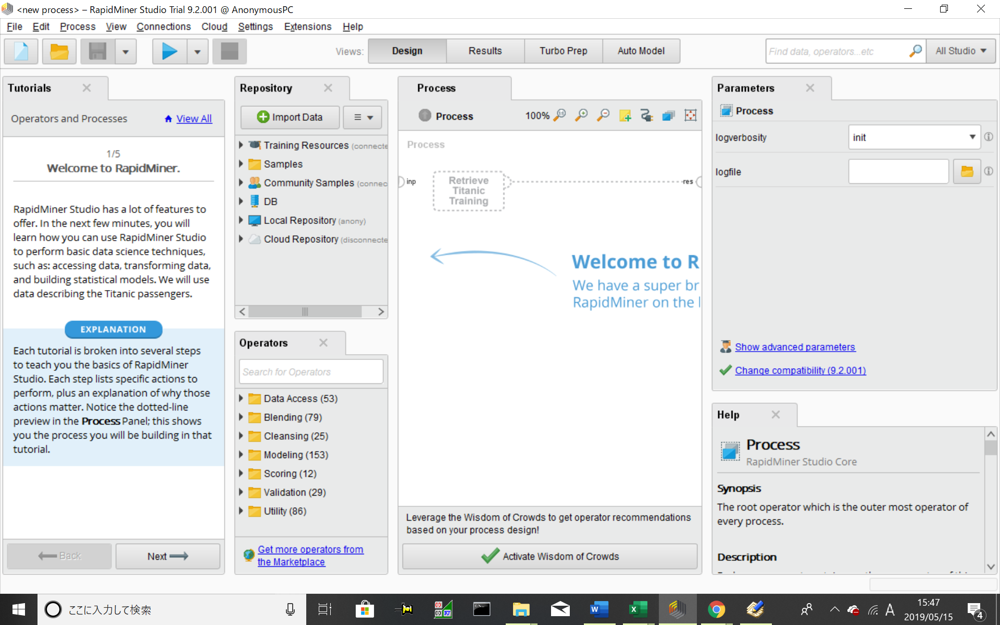 <new process> – RapidMiner Studio Trial 9.2.001 @ AnonymousPC
File Edit Process View Connections Cloud Settings Extensions Help
Views: Design Results Turbo Prep Auto Model
Find data, operators...etc
All Studio
Tutorials
Operators and Processes
View All
1/5
Welcome to RapidMiner.
RapidMiner Studio has a lot of features to
offer. In the next few minutes, you will
learn how you can use RapidMiner Studio
to perform basic data science techniques,
such as: accessing data, transforming data,
and building statistical models. We will use
data describing the Titanic passengers.
EXPLANATION
Each tutorial is broken into several steps
to teach you the basics of RapidMiner
Studio. Each step lists specific actions to
perform, plus an explanation of why those
actions matter. Notice the dotted-line
preview in the Process Panel; this shows
you the process you will be building in that
tutorial.
Back
Next
Repository
Import Data
Training Resources (connecte
Samples
Community Samples (connec
DB
Local Repository (anony)
Cloud Repository (disconnecte
Operators
Search for Operators
Data Access (53)
Blending (79)
Cleansing (25)
Modeling (153)
Scoring (12)
Validation (29)
Utility (86)
Get more operators from
the Marketplace
Process
Process
100%
Process
inp
Retrieve
Titanic
Training
res
Welcome to R
We have a super br
RapidMiner on the
Leverage the Wisdom of Crowds to get operator recommendations
based on your process design!
Activate Wisdom of Crowds
Parameters
Process
logverbosity
init
logfile
Show advanced parameters
Change compatibility (9.2.001)
Help
Process
RapidMiner Studio Core
Synopsis
The root operator which is the outer most operator of
every process.
Description
ここに入力して検索
A
15:47
2019/05/15
4